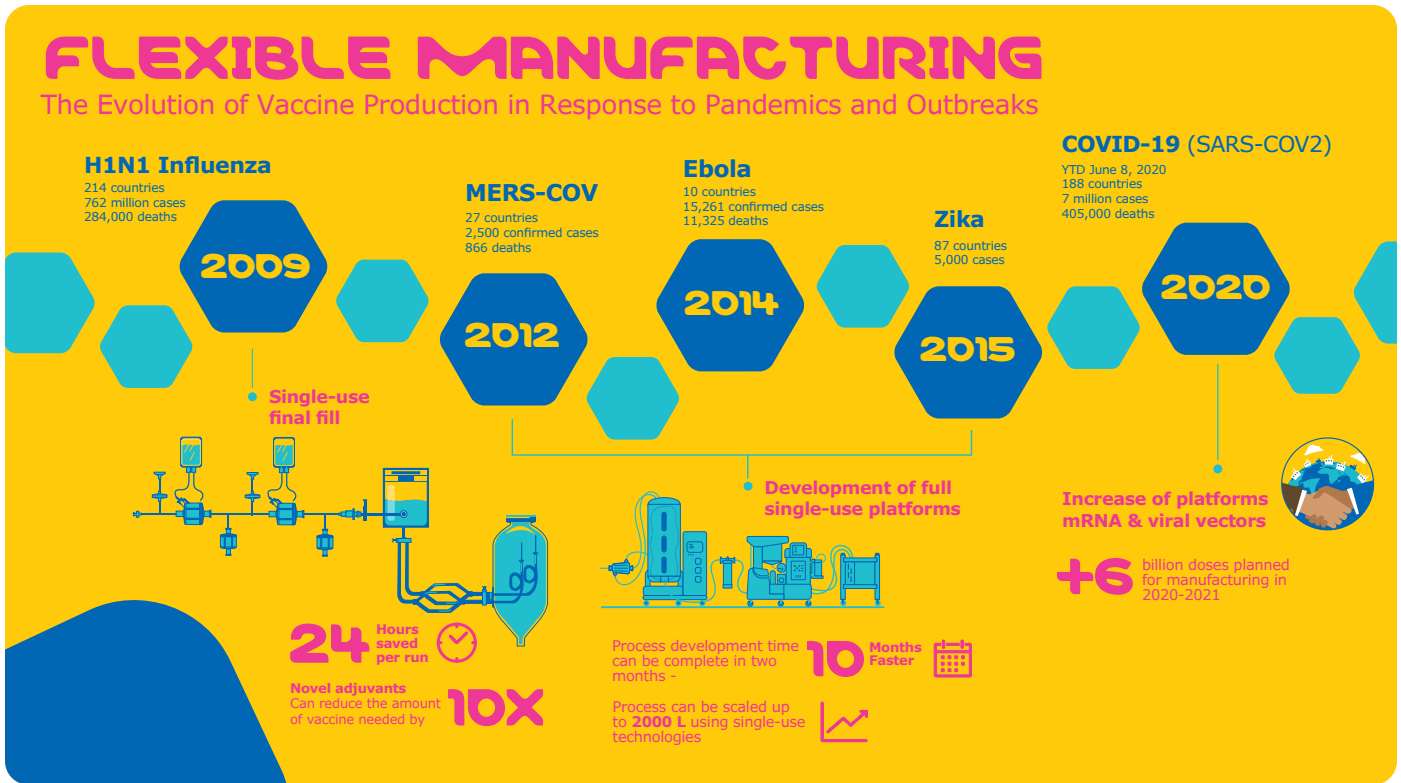 FLEXIBLE MANUFACTURING
The Evolution of Vaccine Production in Response to Pandemics and Outbreaks
H1N1 Influenza
214 countries
762 million cases
284,000 deaths
2009
MERS-COV
27 countries
2,500 confirmed cases
866 deaths
2012
Ebola
10 countries
15,261 confirmed cases
11,325 deaths
2014
Zika
87 countries
5,000 cases
2015
COVID-19 (SARS-COV2)
YTD June 8, 2020
188 countries
7 million cases
405,000 deaths
2020
Single-use
final fill
24 Hours
saved
per run
Novel adjuvants
Can reduce the amount
of vaccine needed by
10X
Development of full
single-use platforms
Process development time
can be complete in two
months -
10 Months
Faster
Process can be scaled up
to 2000 L using single-use
technologies
Increase of platforms
mRNA & viral vectors
+6 billion doses planned
for manufacturing in
2020-2021